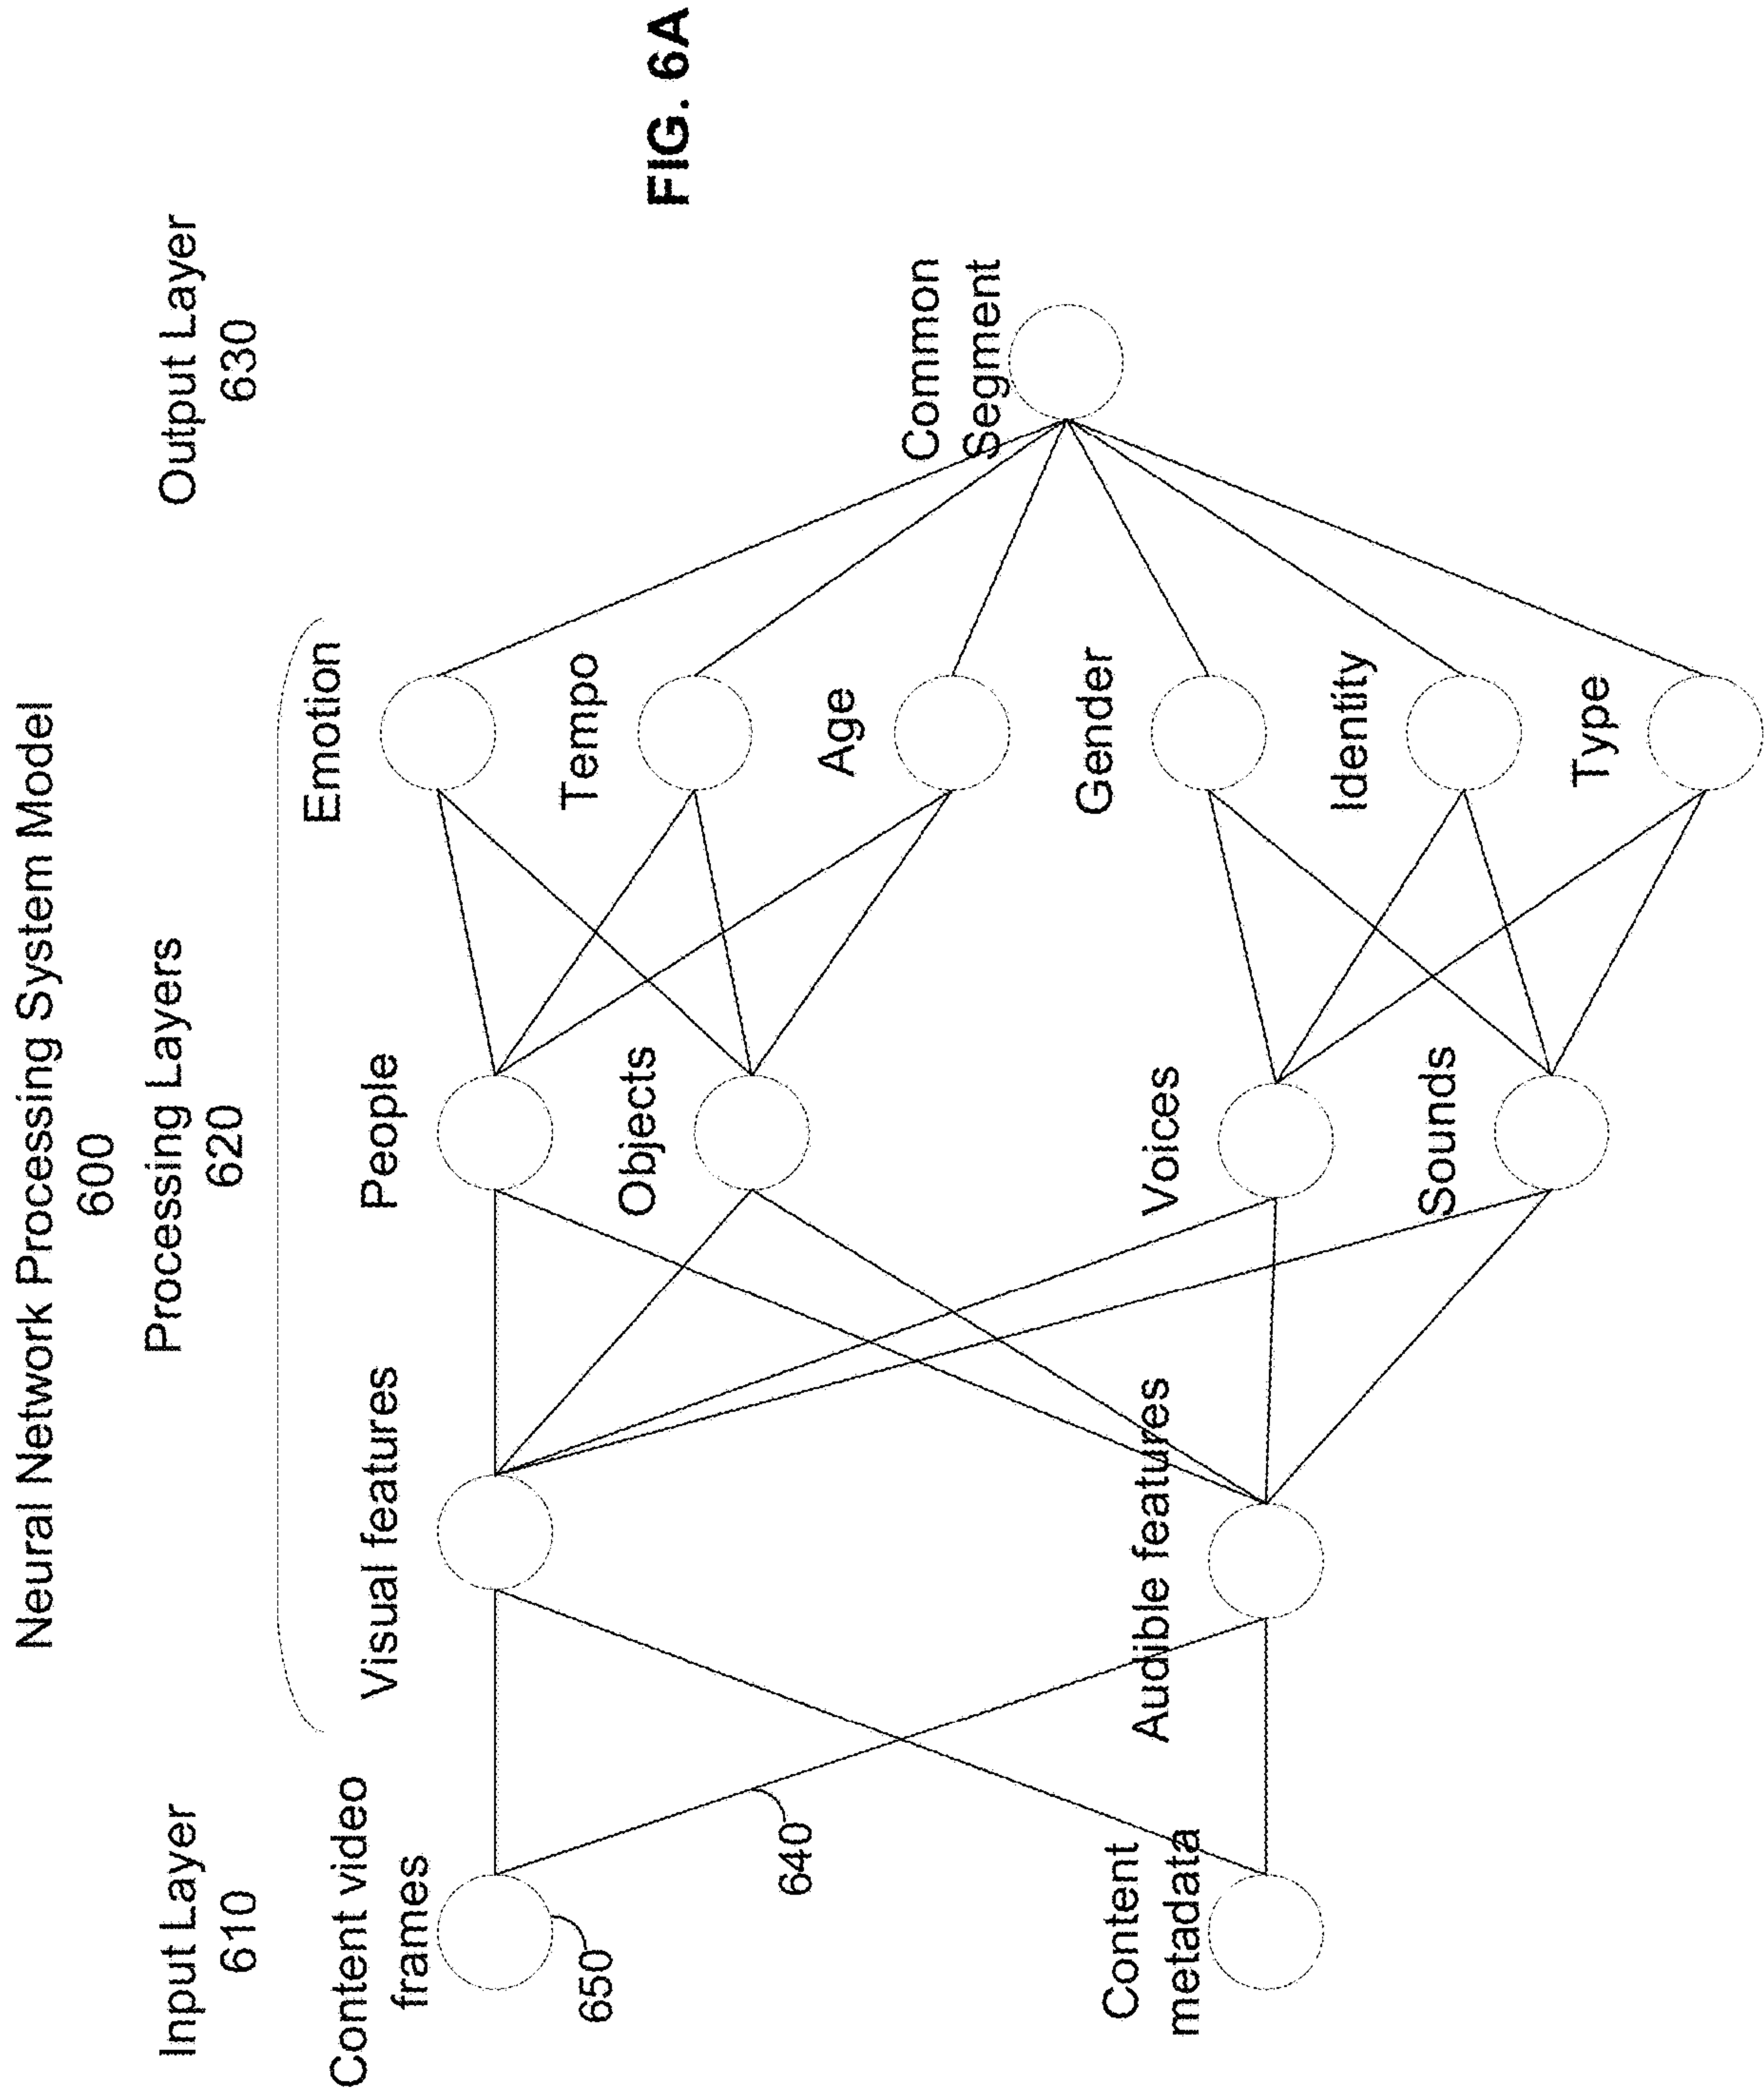 Neural Network Processing System Model
600
Input Layer
610
Processing Layers
620
Output Layer
630
Content video
frames
650
640
Content
metadata
Visual features
Audible features
People
Objects
Voices
Sounds
Emotion
Tempo
Age
Gender
Identity
Type
Common
Segment
FIG. 6A